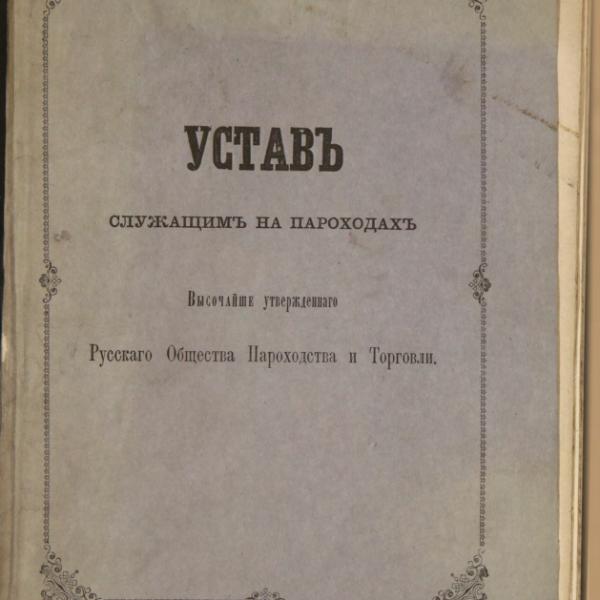 УСТАВЪ
СЛУЖАЩИМЪ НА ПАРОХОДАХЪ
Высочайше утвержденнаго
Русскаго Общества Пароходства и Торговли.